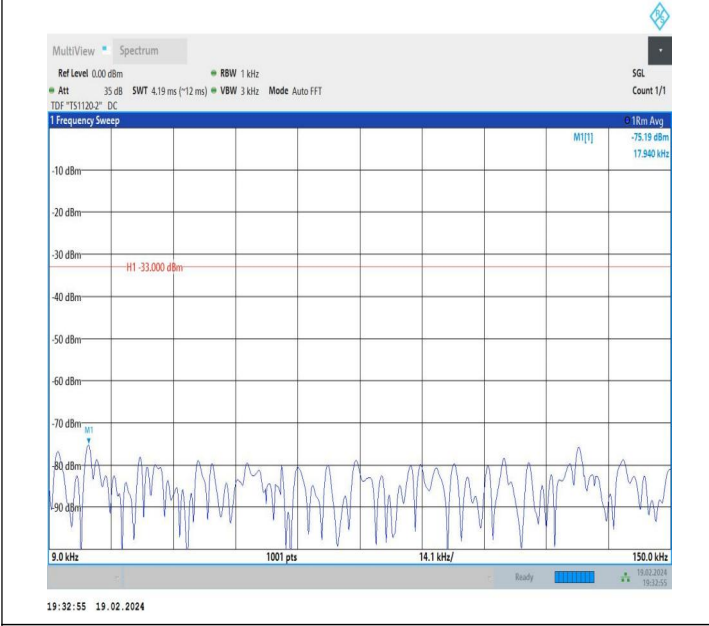 R&S
MultiView Spectrum
Ref Level 0.00 dBm RBW 1 kHz SGL
Att 35 dB SWT 4.19 ms (~12 ms) VBW 3 kHz Mode Auto FFT Count 1/1
TDF "TS1120-2" DC
1 Frequency Sweep 1Rm Avg
M1[1] -75.19 dBm
17.940 kHz
-10 dBm
-20 dBm
-30 dBm
H1 -33.000 dBm
-40 dBm
-50 dBm
-60 dBm
-70 dBm
M1
-80 dBm
-90 dBm
9.0 kHz 1001 pts 14.1 kHz/ 150.0 kHz
Ready 19.02.2024
19:32:55
19:32:55 19.02.2024